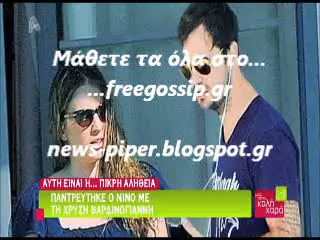 Μάθετε τα όλα στο...
...freegossip.gr
news-piper.blogspot.gr
ΑΥΤΗ ΕΙΝΑΙ Η... ΠΙΚΡΗ ΑΛΗΘΕΙΑ
ΠΑΝΤΡΕΥΤΗΚΕ Ο ΝΙΝΟ ΜΕ
ΤΗ ΧΡΥΣΗ ΒΑΡΔΙΝΟΓΙΑΝΝΗ
καλή
χαρά